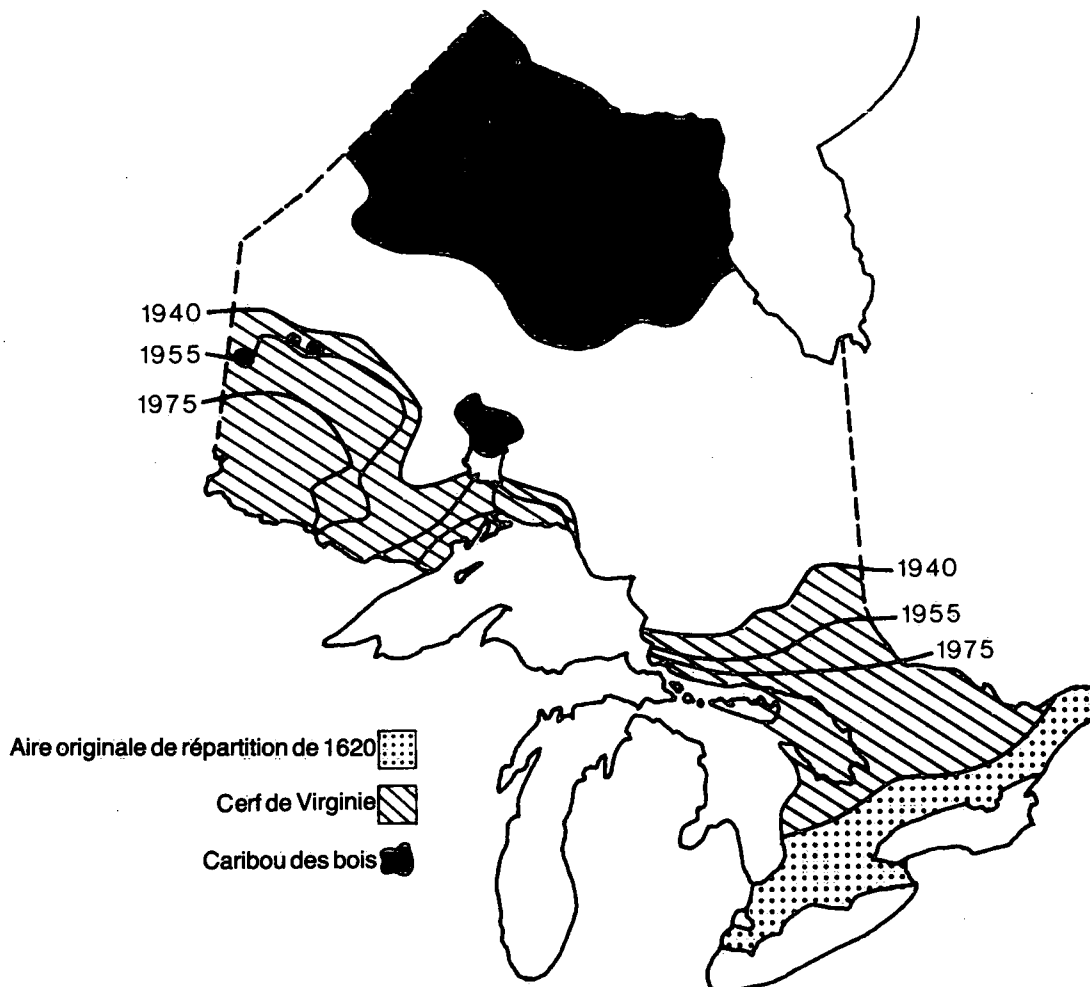 1940
1955
1975
1940
1955
1975
Aire originale de répartition de 1620
Cerf de Virginie
Caribou des bois